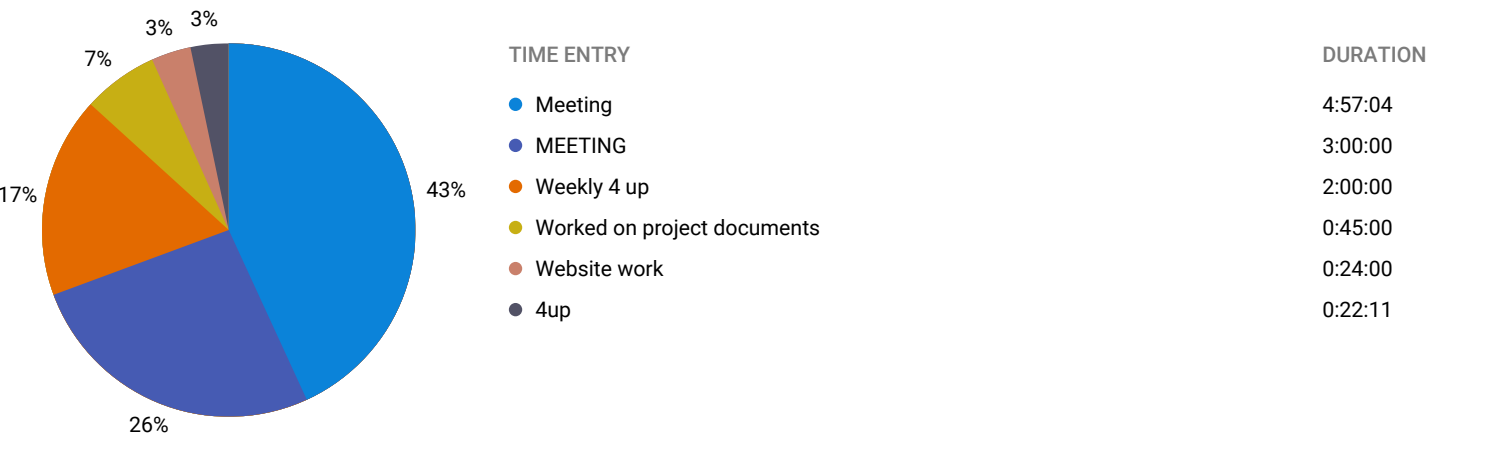 3% 3%
7%
17%
43%
26%
TIME ENTRY DURATION
Meeting 4:57:04
MEETING 3:00:00
Weekly 4 up 2:00:00
Worked on project documents 0:45:00
Website work 0:24:00
4up 0:22:11